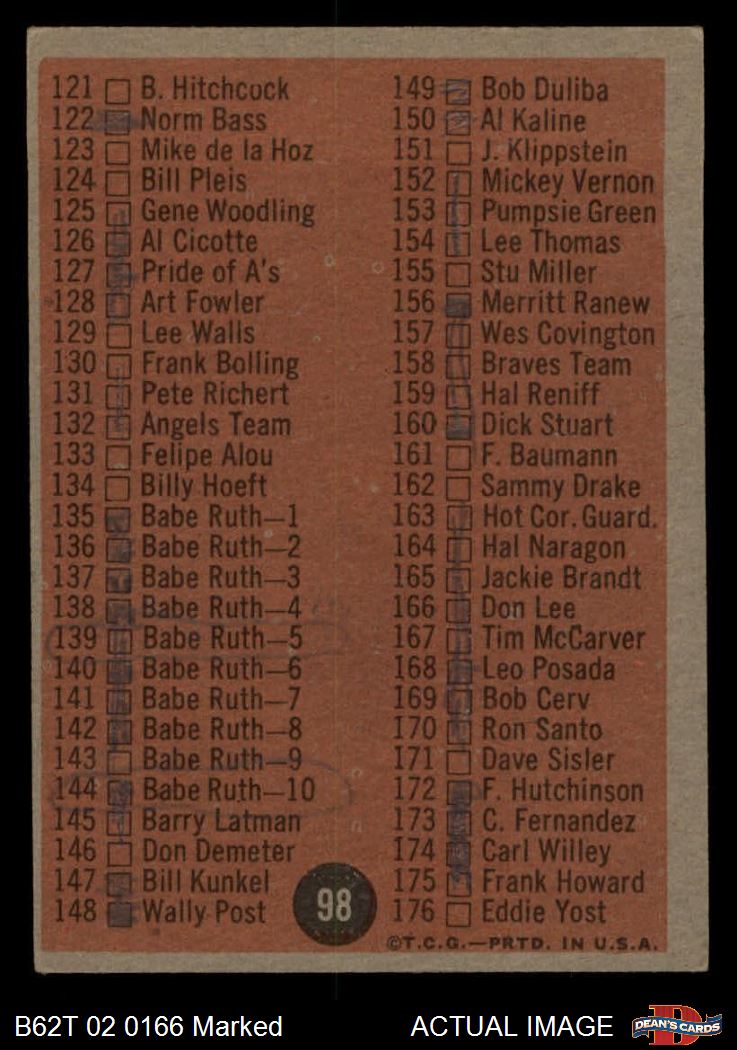 121 B. Hitchcock
122 Norm Bass
123 Mike de la Hoz
124 Bill Pleis
125 Gene Woodling
126 Al Cicotte
127 Pride of A's
128 Art Fowler
129 Lee Walls
130 Frank Bolling
131 Pete Richert
132 Angels Team
133 Felipe Alou
134 Billy Hoeft
135 Babe Ruth—1
136 Babe Ruth—2
137 Babe Ruth—3
138 Babe Ruth—4
139 Babe Ruth—5
140 Babe Ruth—6
141 Babe Ruth—7
142 Babe Ruth—8
143 Babe Ruth—9
144 Babe Ruth—10
145 Barry Latman
146 Don Demeter
147 Bill Kunkel
148 Wally Post
149 Bob Duliba
150 Al Kaline
151 J. Klippstein
152 Mickey Vernon
153 Pumpsie Green
154 Lee Thomas
155 Stu Miller
156 Merritt Ranew
157 Wes Covington
158 Braves Team
159 Hal Reniff
160 Dick Stuart
161 F. Baumann
162 Sammy Drake
163 Hot Cor. Guard.
164 Hal Naragon
165 Jackie Brandt
166 Don Lee
167 Tim McCarver
168 Leo Posada
169 Bob Cerv
170 Ron Santo
171 Dave Sisler
172 F. Hutchinson
173 C. Fernandez
174 Carl Willey
175 Frank Howard
176 Eddie Yost
98
©T.C.G.—PRTD. IN U.S.A.
B62T 02 0166 Marked
ACTUAL IMAGE
D
DEAN'S CARDS